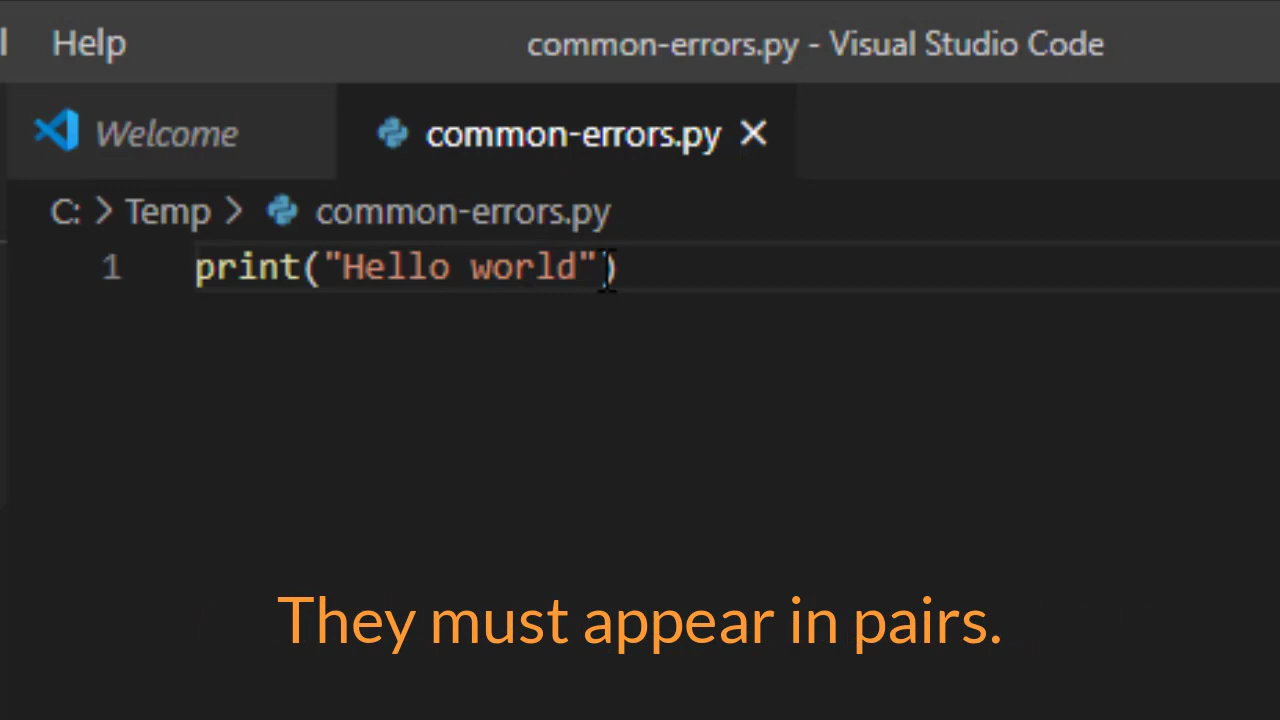 Help
common-errors.py - Visual Studio Code
Welcome
common-errors.py
C: > Temp > common-errors.py
1 print("Hello world")
They must appear in pairs.